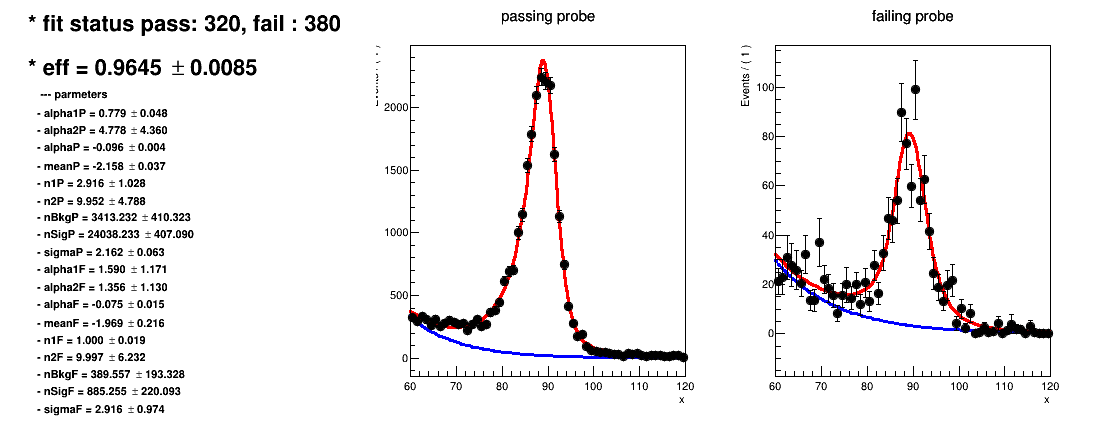 * fit status pass: 320, fail : 380
* eff = 0.9645 ± 0.0085
--- parmeters
- alpha1P = 0.779 ± 0.048
- alpha2P = 4.778 ± 4.360
- alphaP = -0.096 ± 0.004
- meanP = -2.158 ± 0.037
- n1P = 2.916 ± 1.028
- n2P = 9.952 ± 4.788
- nBkgP = 3413.232 ± 410.323
- nSigP = 24038.233 ± 407.090
- sigmaP = 2.162 ± 0.063
- alpha1F = 1.590 ± 1.171
- alpha2F = 1.356 ± 1.130
- alphaF = -0.075 ± 0.015
- meanF = -1.969 ± 0.216
- n1F = 1.000 ± 0.019
- n2F = 9.997 ± 6.232
- nBkgF = 389.557 ± 193.328
- nSigF = 885.255 ± 220.093
- sigmaF = 2.916 ± 0.974
passing probe
2000
1500
1000
500
0
60 70 80 90 100 110 120
x
failing probe
Events / ( 1 )
100
80
60
40
20
0
60 70 80 90 100 110 120
x